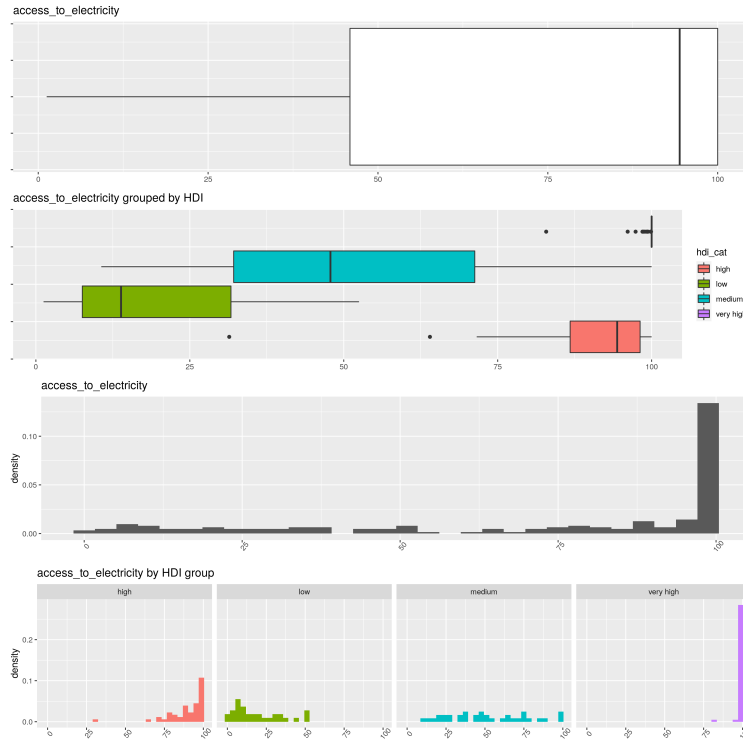 access_to_electricity
0 25 50 75 100
access_to_electricity grouped by HDI
hdi_cat
high
low
medium
very high
0 25 50 75 100
access_to_electricity
density
0.10
0.05
0.00
0 25 50 75 100
access_to_electricity by HDI group
high low medium very high
density
0.2
0.1
0.0
0 25 50 75 100 0 25 50 75 100 0 25 50 75 100 0 25 50 75 100